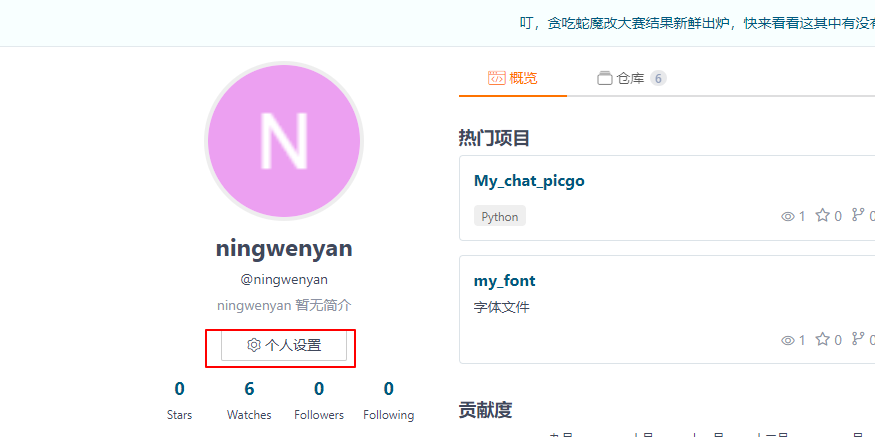 叮，贪吃蛇魔改大赛结果新鲜出炉，快来看看这其中有没有
N
ningwenyan
@ningwenyan
ningwenyan 暂无简介
个人设置
0 6 0 0
Stars Watches Followers Following
概览 仓库 6
热门项目
My_chat_picgo
Python
1 0 0
my_font
字体文件
1 0 0
贡献度